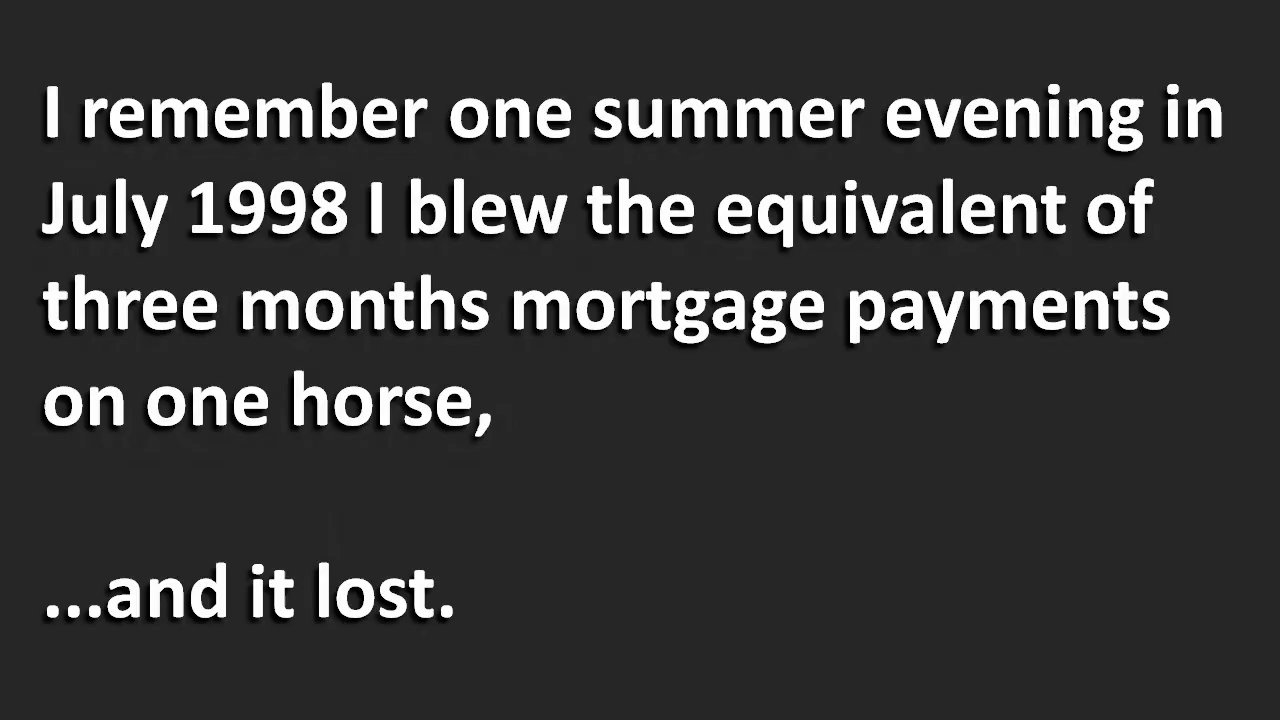 I remember one summer evening in
July 1998 I blew the equivalent of
three months mortgage payments
on one horse,
...and it lost.